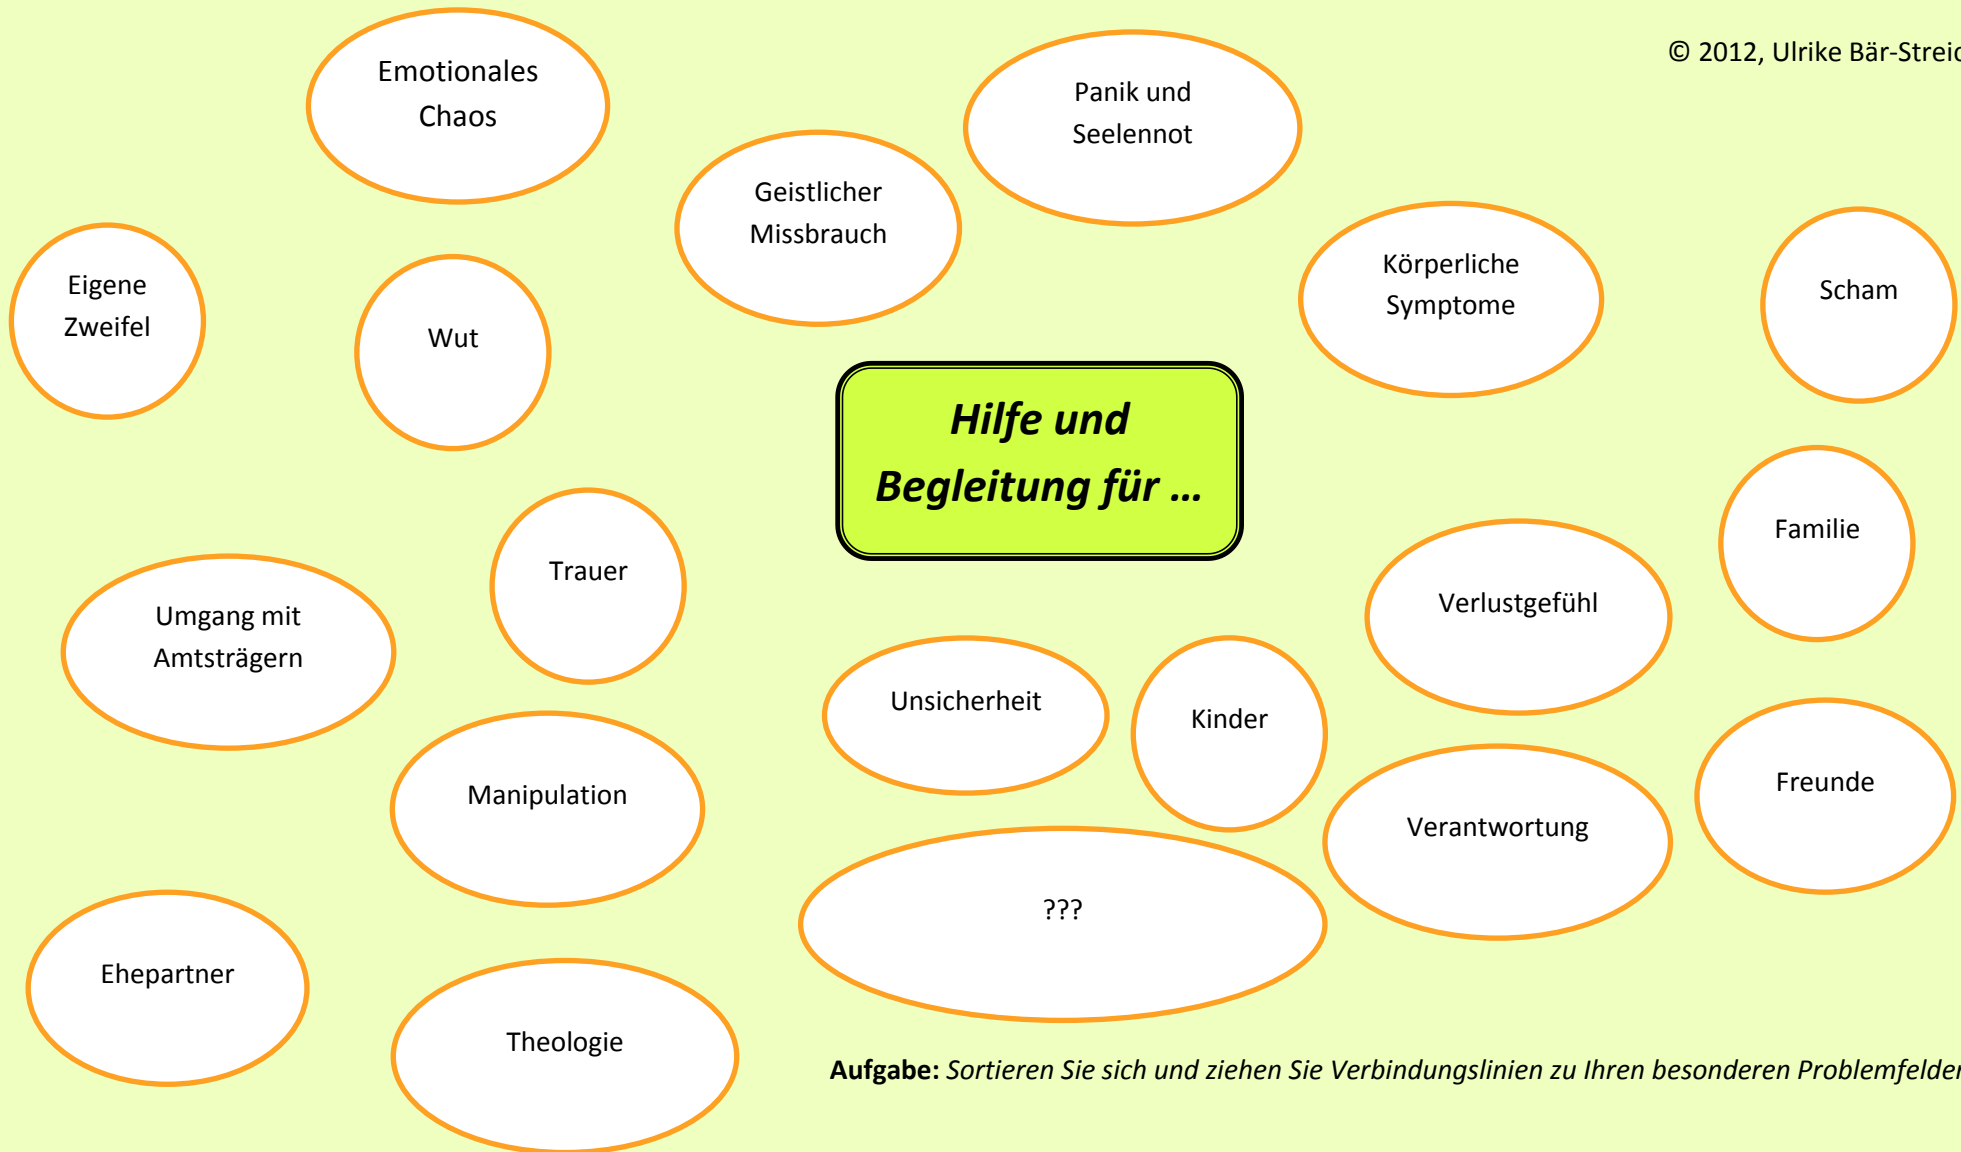 © 2012, Ulrike Bär-Streic
Emotionales
Chaos
Panik und
Seelennot
Geistlicher
Missbrauch
Körperliche
Symptome
Scham
Eigene
Zweifel
Wut
Hilfe und
Begleitung für ...
Familie
Trauer
Verlustgefühl
Umgang mit
Amtsträgern
Unsicherheit
Kinder
Freunde
Manipulation
Verantwortung
???
Ehepartner
Theologie
Aufgabe: Sortieren Sie sich und ziehen Sie Verbindungslinien zu Ihren besonderen Problemfelder